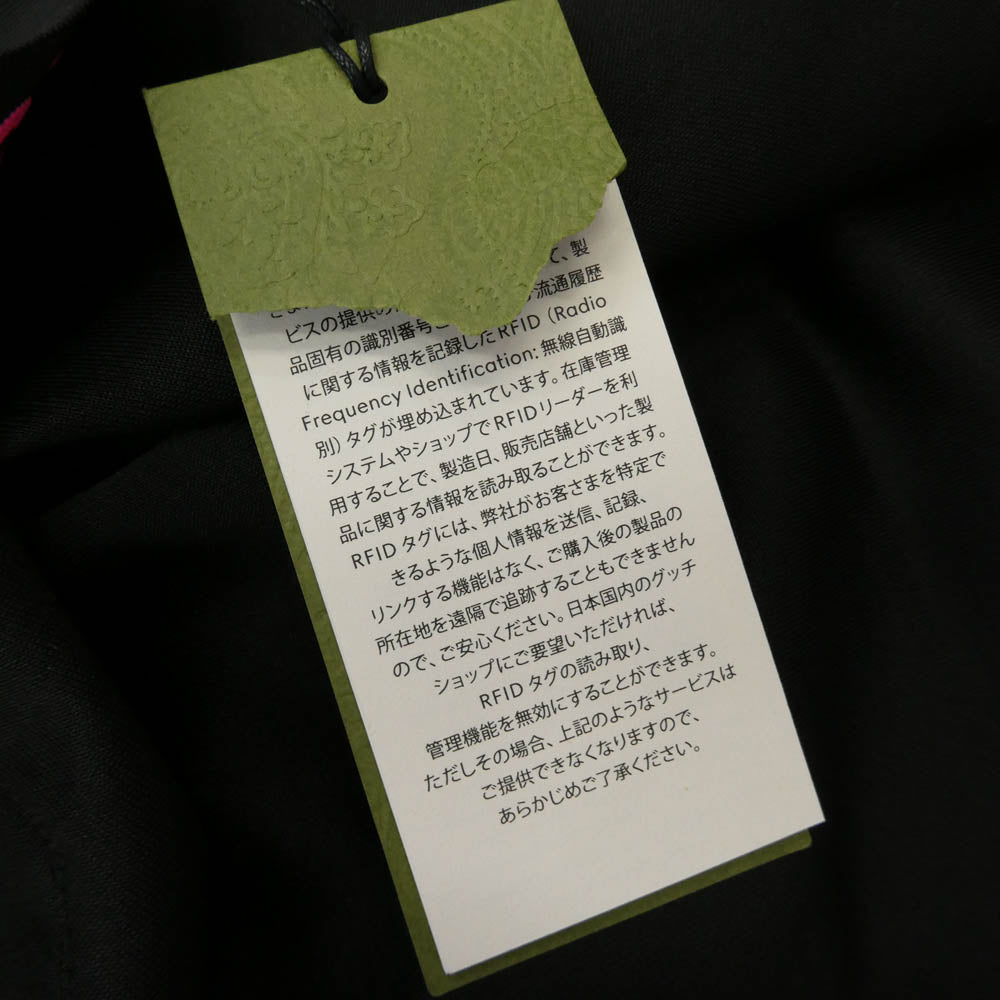 て、製
ビスの提供の 流通履歴
品固有の識別番号
に関する情報を記録したRFID（Radio
Frequency Identification: 無線自動識
別）タグが埋め込まれています。在庫管理
システムやショップでRFIDリーダーを利
用することで、製造日、販売店舗といった製
品に関する情報を読み取ることができます。
RFID タグには、弊社がお客さまを特定で
きるような個人情報を送信、記録、
リンクする機能はなく、ご購入後の製品の
所在地を遠隔で追跡することもできません
ので、ご安心ください。日本国内のグッチ
ショップにご要望いただければ、
RFID タグの読み取り、
管理機能を無効にすることができます。
ただしその場合、上記のようなサービスは
ご提供できなくなりますので、
あらかじめご了承ください。